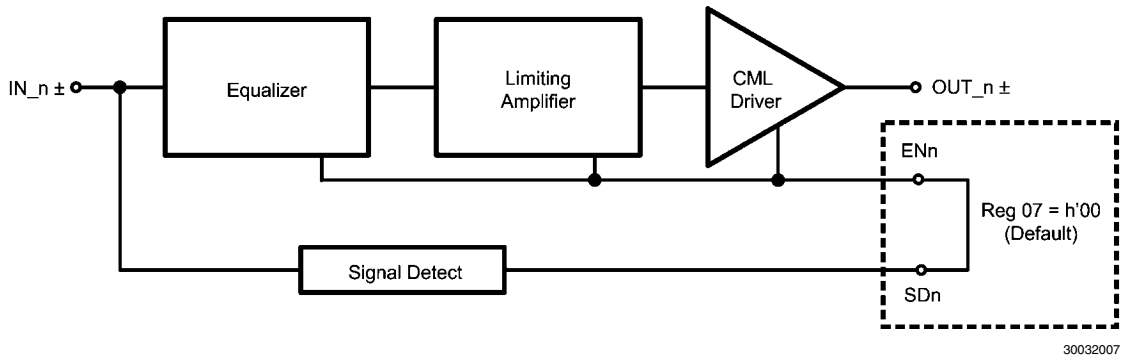 IN_n ±
Equalizer
Limiting
Amplifier
CML
Driver
OUT_n ±
ENn
Reg 07 = h'00
(Default)
Signal Detect
SDn
30032007